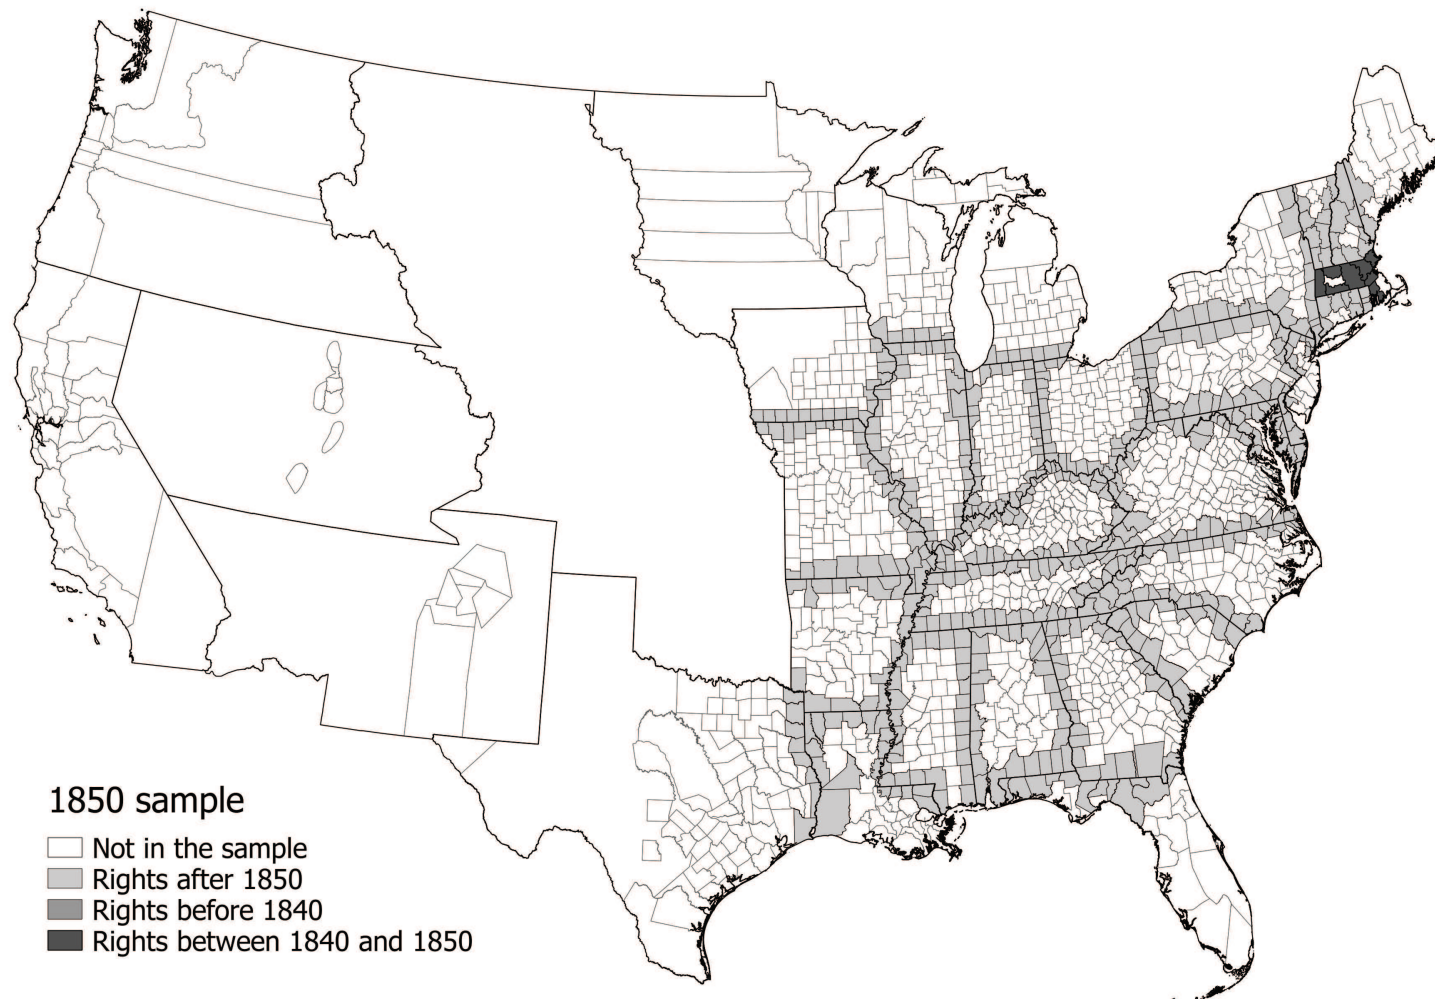 1850 sample
Not in the sample
Rights after 1850
Rights before 1840
Rights between 1840 and 1850